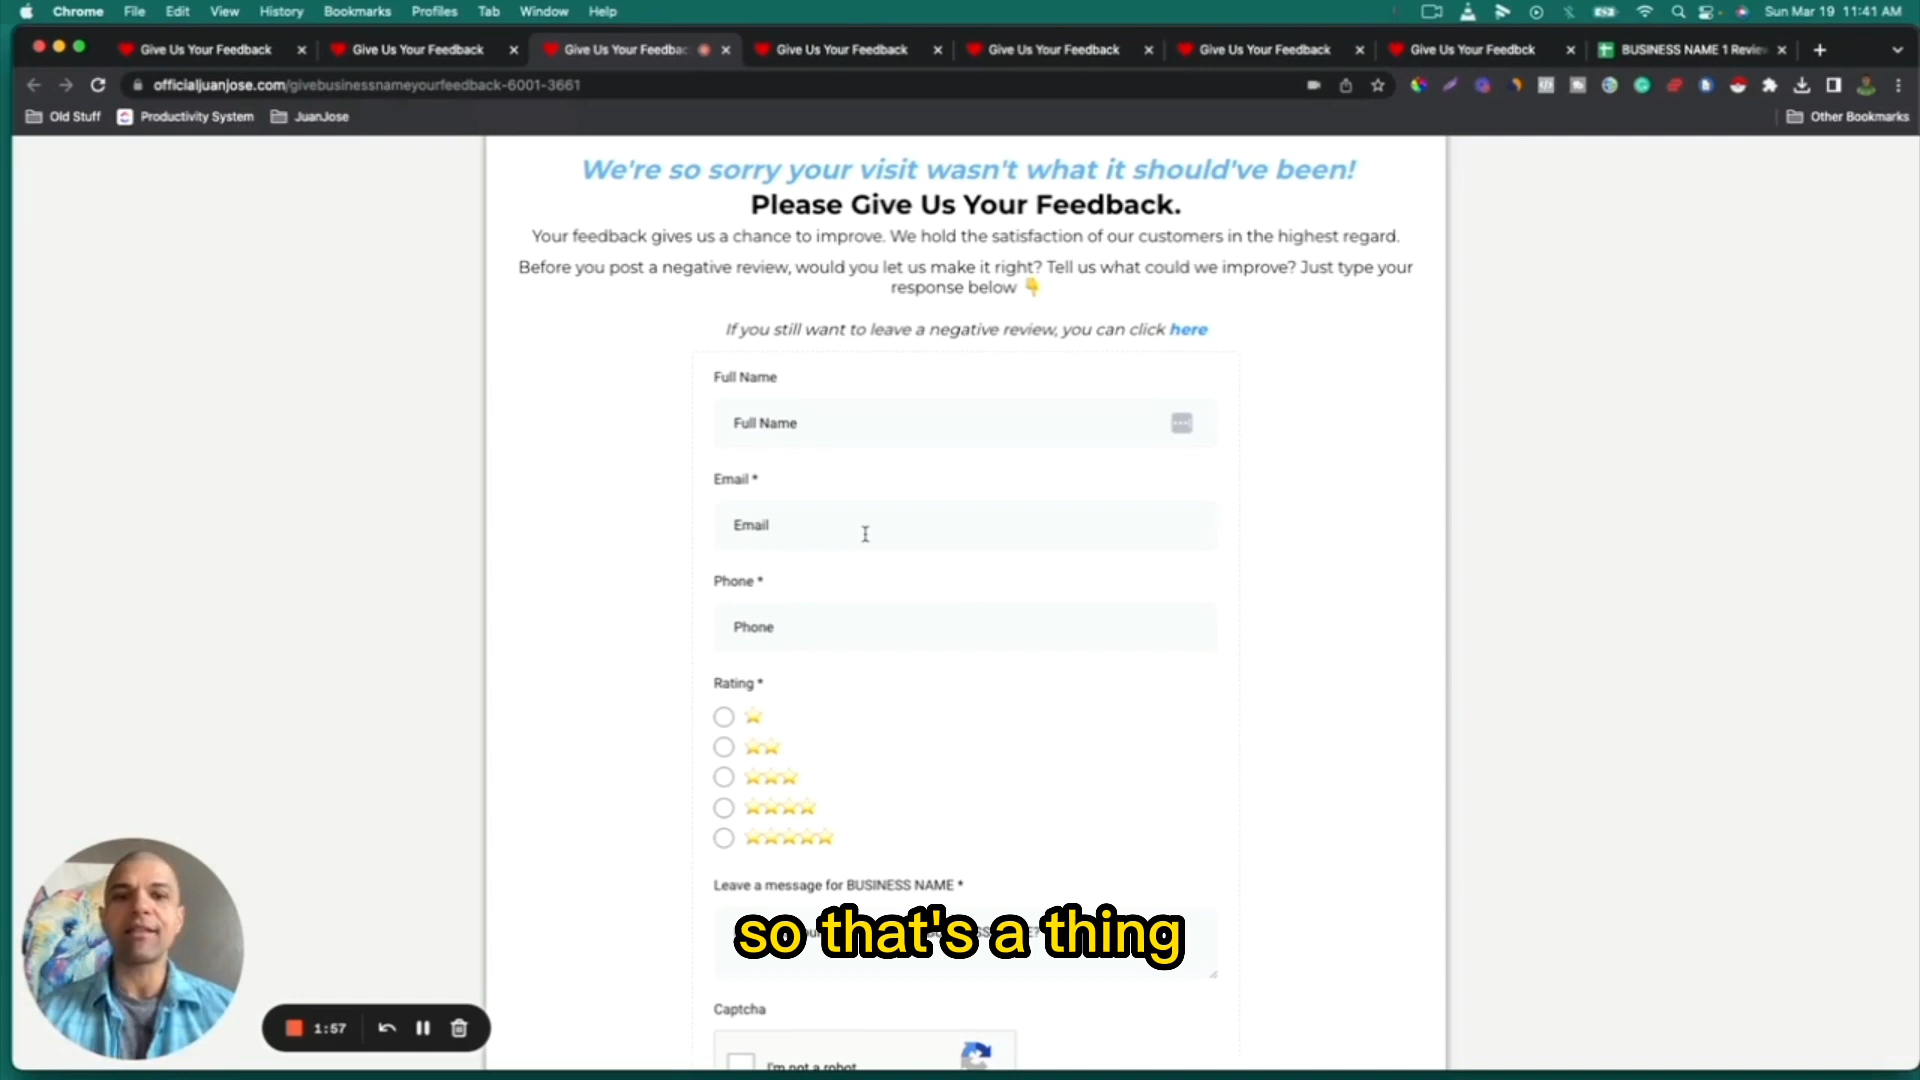 Chrome File Edit View History Bookmarks Profiles Tab Window Help Sun Mar 19 11:41 AM
Give Us Your Feedback Give Us Your Feedback Give Us Your Feedbac Give Us Your Feedback Give Us Your Feedback Give Us Your Feedback Give Us Your Feedbck BUSINESS NAME 1 Revie
officialjuanjose.com/givebusinessnameyourfeedback-6001-3661
Old Stuff Productivity System JuanJose Other Bookmarks
We're so sorry your visit wasn't what it should've been!
Please Give Us Your Feedback.
Your feedback gives us a chance to improve. We hold the satisfaction of our customers in the highest regard.
Before you post a negative review, would you let us make it right? Tell us what could we improve? Just type your
response below 👇
If you still want to leave a negative review, you can click here
Full Name
Full Name
Email *
Email
Phone *
Phone
Rating *
⭐
⭐⭐
⭐⭐⭐
⭐⭐⭐⭐
⭐⭐⭐⭐⭐
Leave a message for BUSINESS NAME *
so that's a thing
Captcha
I'm not a robot
1:57